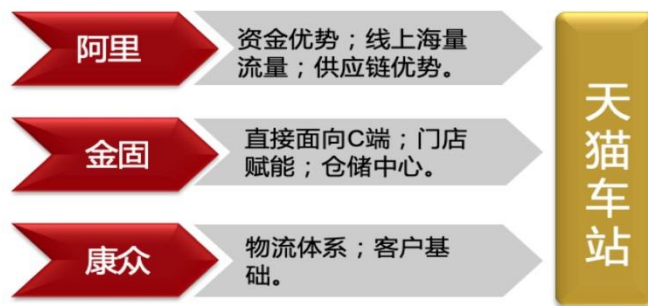 阿里
资金优势；线上海量
流量；供应链优势。
金固
直接面向C端；门店
赋能；仓储中心。
康众
物流体系；客户基
础。
天猫车站